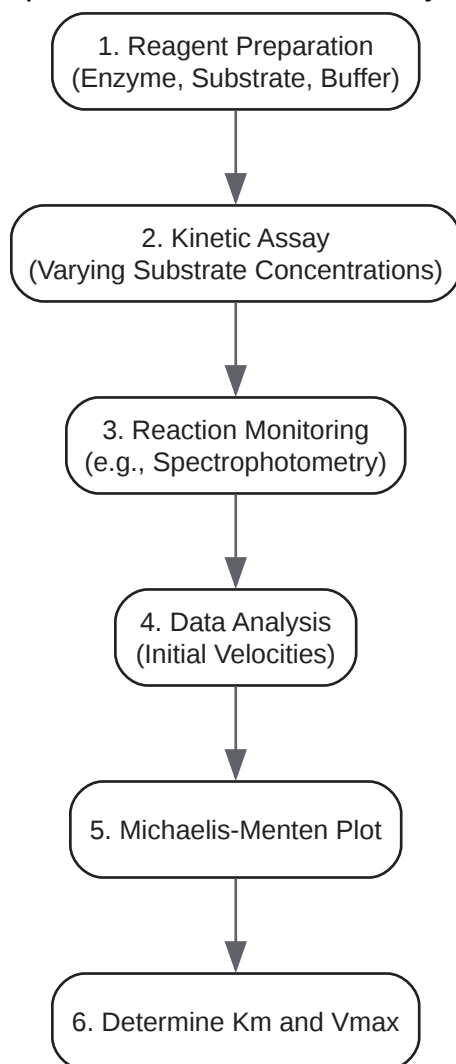 1. Reagent Preparation
(Enzyme, Substrate, Buffer)
2. Kinetic Assay
(Varying Substrate Concentrations)
3. Reaction Monitoring
(e.g., Spectrophotometry)
4. Data Analysis
(Initial Velocities)
5. Michaelis-Menten Plot
6. Determine Km and Vmax